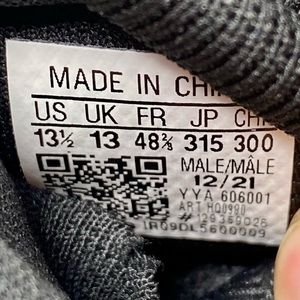 MADE IN CHI
US UK FR JP CH
13½ 13 48⅔ 315 300
MALE/MÂLE
12/21
YYA 606001
ART HQ0990